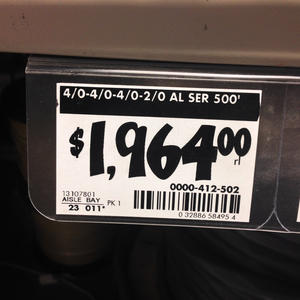 4/0-4/0-4/0-2/0 AL SER 500'
$1,964.00
rl
0000-412-502
13107801
AISLE BAY PK 1
23 011*
0 32886 58495 4